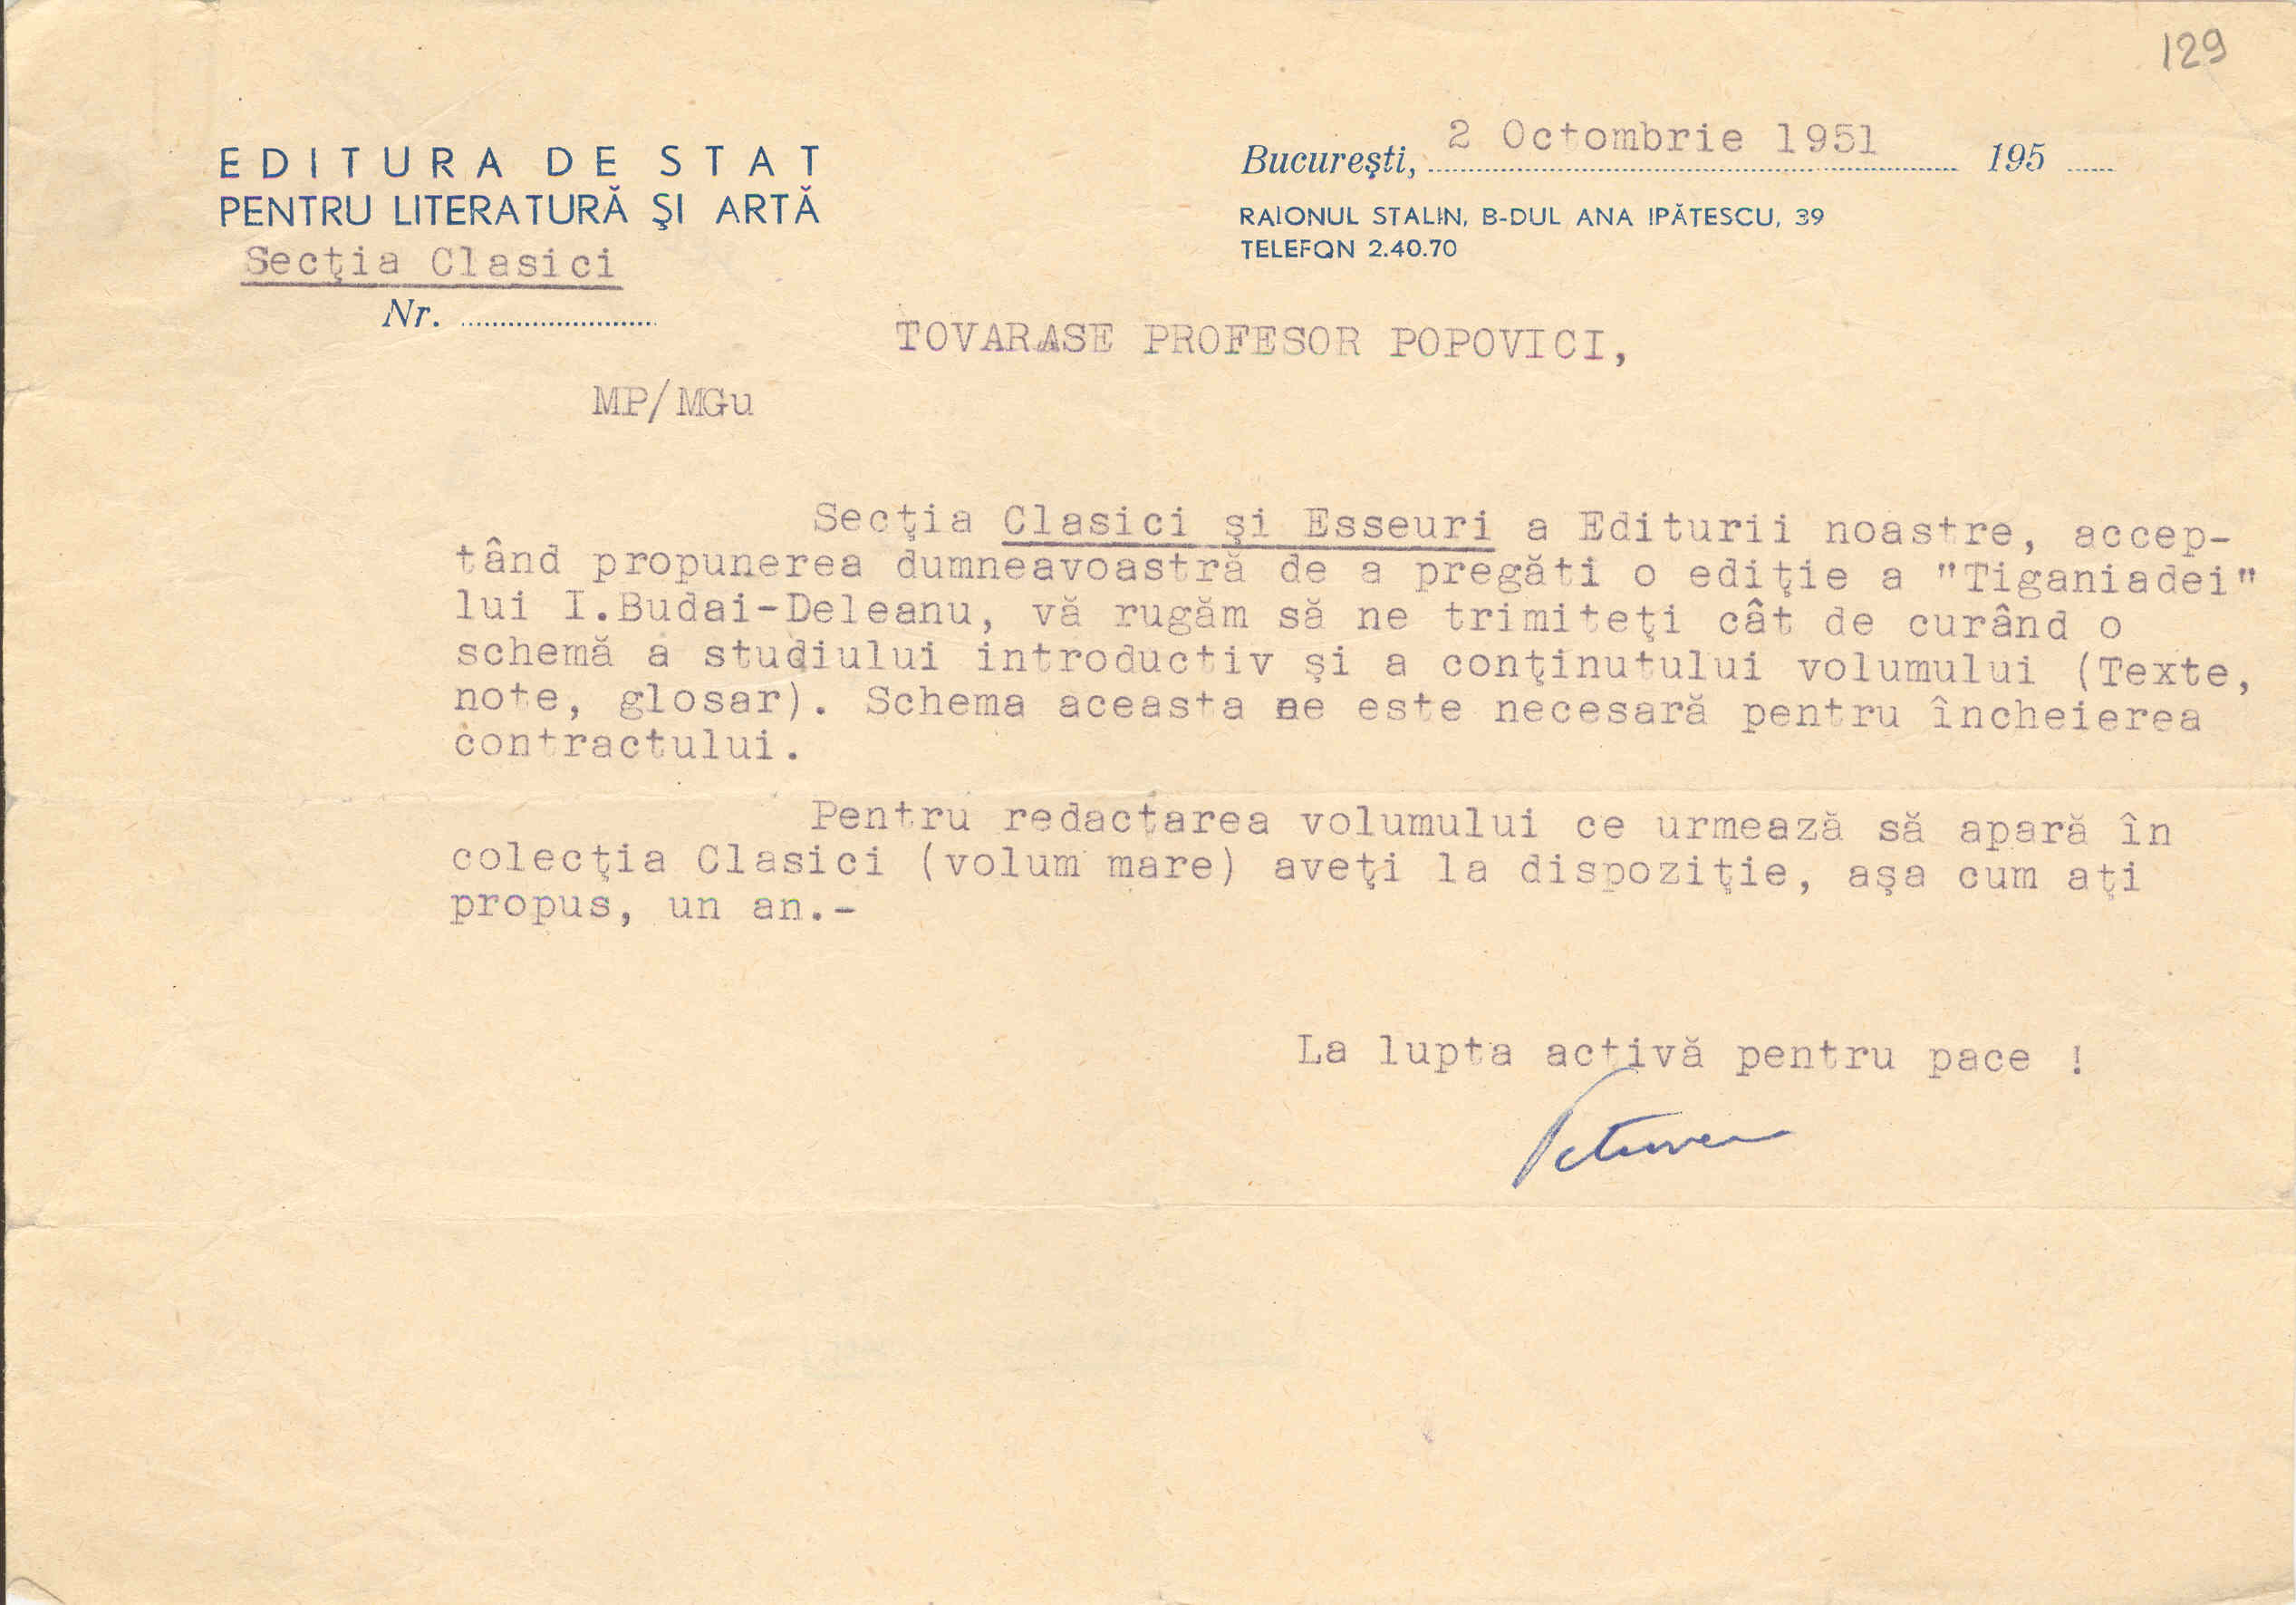 129
EDITURA DE STAT
PENTRU LITERATURĂ ŞI ARTĂ
Secţia Clasici
Nr. ........................
Bucureşti, 2 Octombrie 1951 195 ......
RAIONUL STALIN, B-DUL ANA IPĂTESCU, 39
TELEFON 2.40.70
TOVARASE PROFESOR POPOVICI,
MP/MGu
Secţia Clasici şi Esseuri a Editurii noastre, accep-
tând propunerea dumneavoastră de a pregăti o ediţie a "Tiganiadei"
lui I.Budai-Deleanu, vă rugăm să ne trimiteţi cât de curând o
schemă a studiului introductiv şi a conţinutului volumului (Texte,
note, glosar). Schema aceasta ne este necesară pentru încheierea
contractului.
Pentru redactarea volumului ce urmează să apară în
colecţia Clasici (volum mare) aveţi la dispoziţie, aşa cum aţi
propus, un an.-
La lupta activă pentru pace !